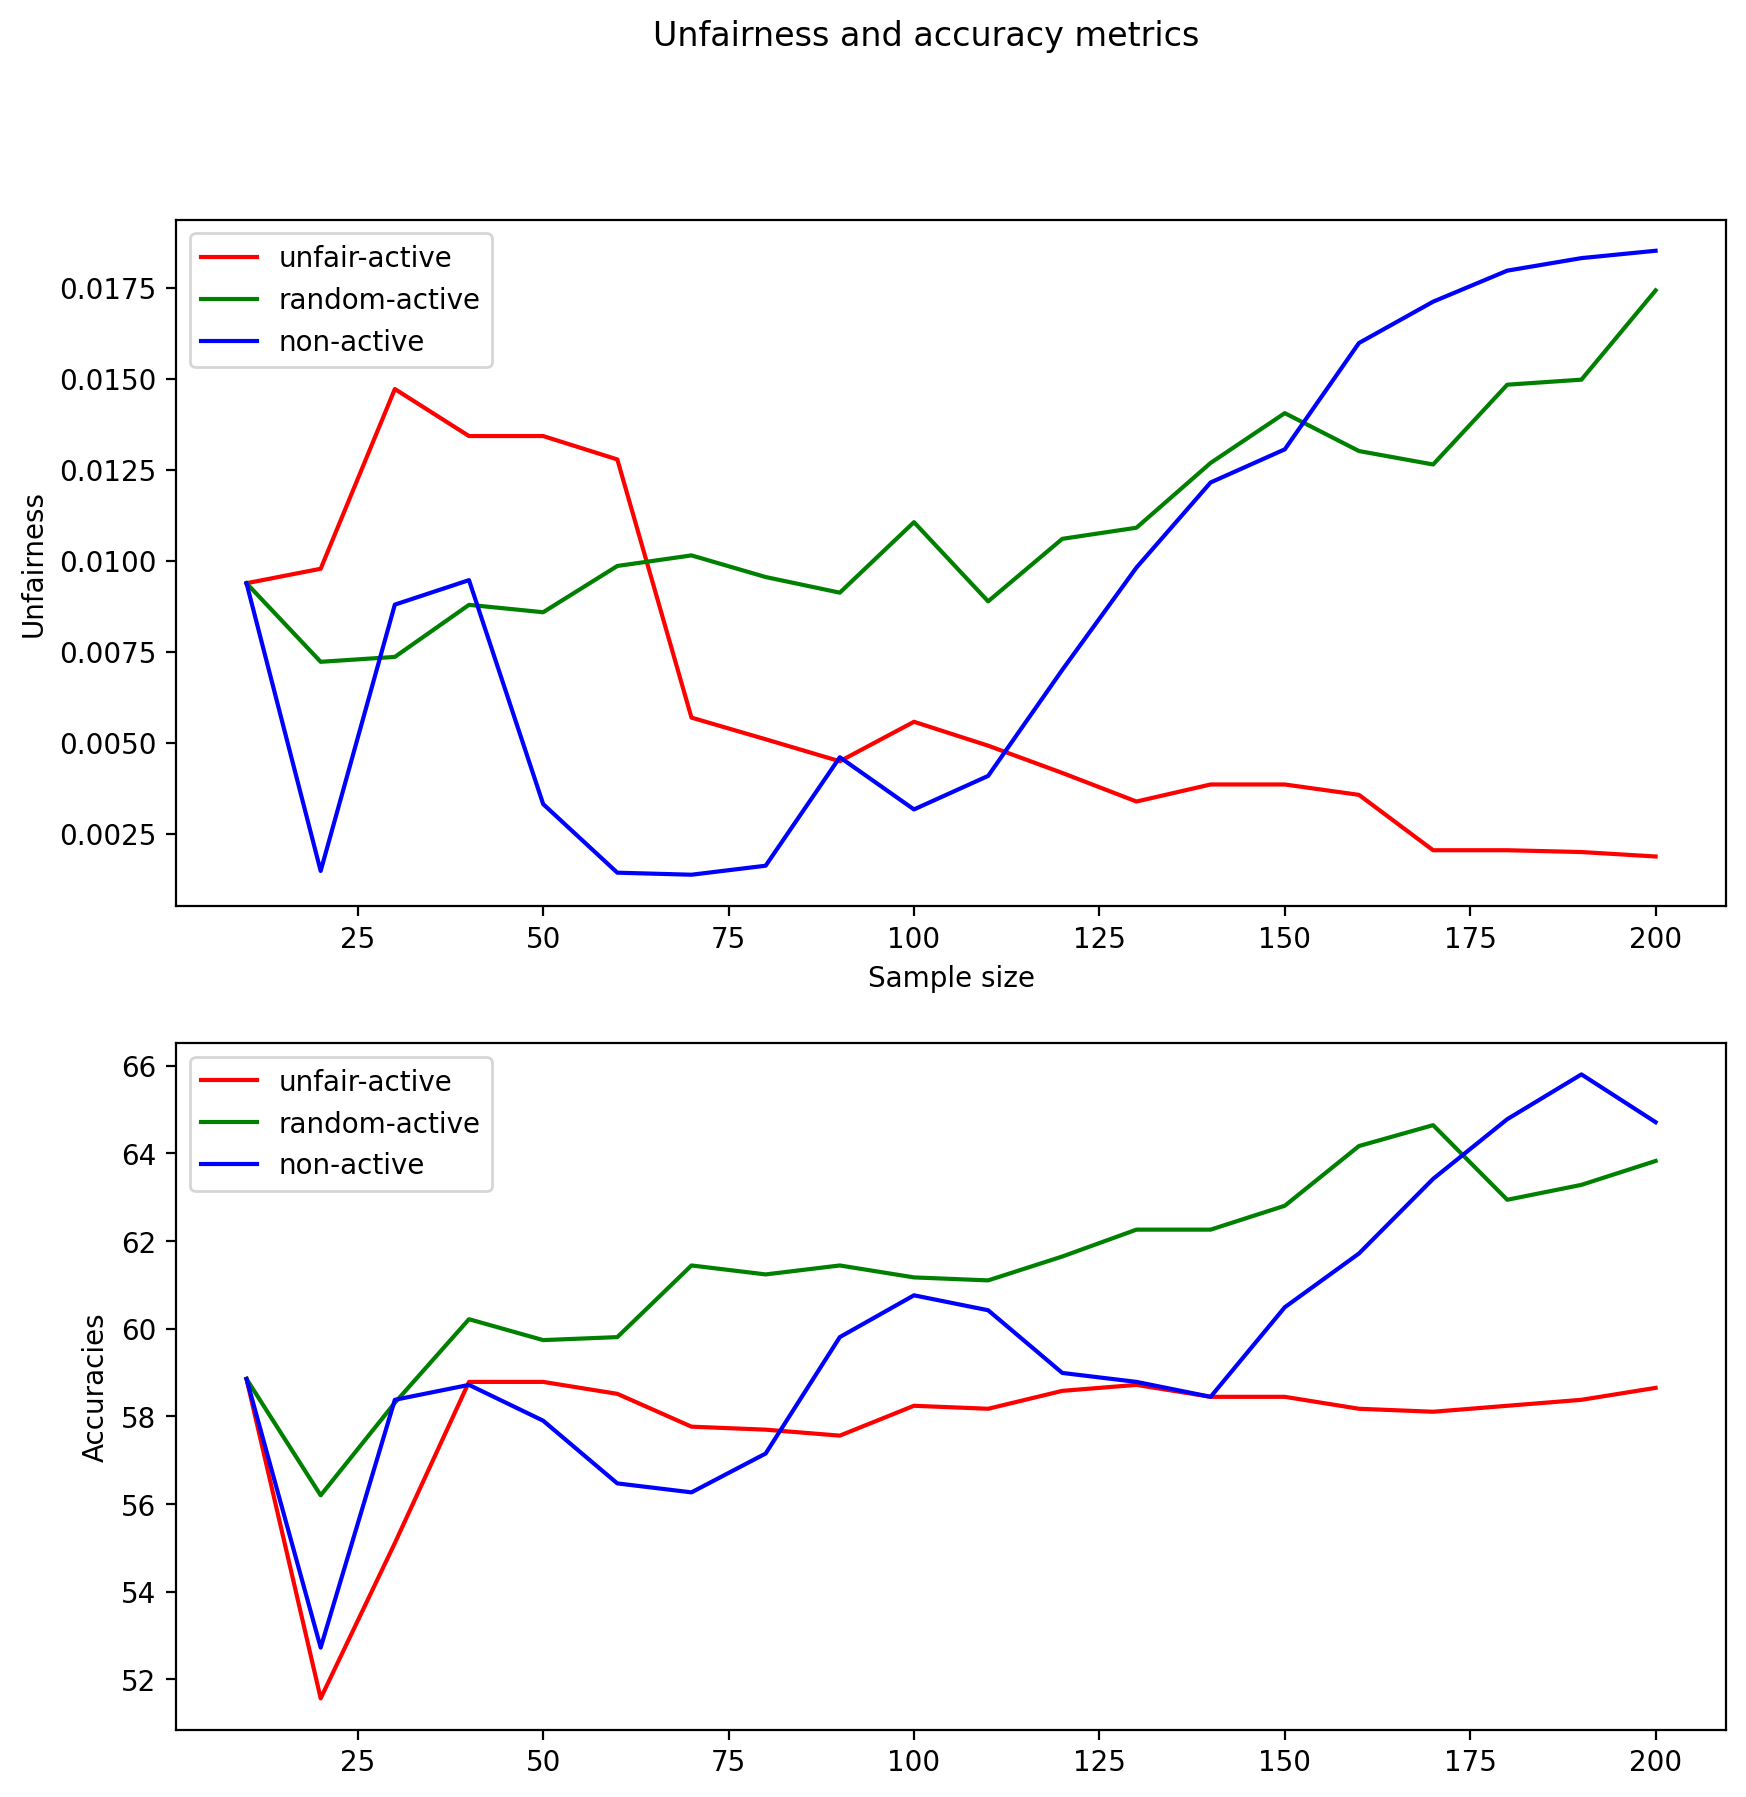 Unfairness and accuracy metrics
unfair-active
random-active
non-active
0.0175
0.0150
0.0125
0.0100
0.0075
0.0050
0.0025
Unfairness
25 50 75 100 125 150 175 200
Sample size
unfair-active
random-active
non-active
66
64
62
60
58
56
54
52
Accuracies
25 50 75 100 125 150 175 200